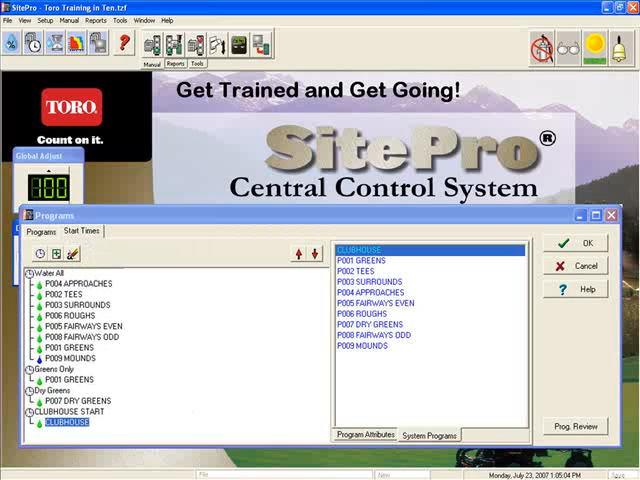 SitePro - Toro Training in Ten.tzf
File View Setup Manual Reports Tools Window Help
Manual Reports Tools
Get Trained and Get Going!
TORO.
Count on it.
SitePro®
Central Control System
Global Adjust
100
Programs
Programs Start Times
Water All
P004 APPROACHES
P002 TEES
P003 SURROUNDS
P006 ROUGHS
P005 FAIRWAYS EVEN
P008 FAIRWAYS ODD
P001 GREENS
P009 MOUNDS
Greens Only
P001 GREENS
Dry Greens
P007 DRY GREENS
CLUBHOUSE START
CLUBHOUSE
CLUBHOUSE
P001 GREENS
P002 TEES
P003 SURROUNDS
P004 APPROACHES
P005 FAIRWAYS EVEN
P006 ROUGHS
P007 DRY GREENS
P008 FAIRWAYS ODD
P009 MOUNDS
Program Attributes System Programs
OK
Cancel
Help
Prog. Review
File New Monday, July 23, 2007 1:05:04 PM Save